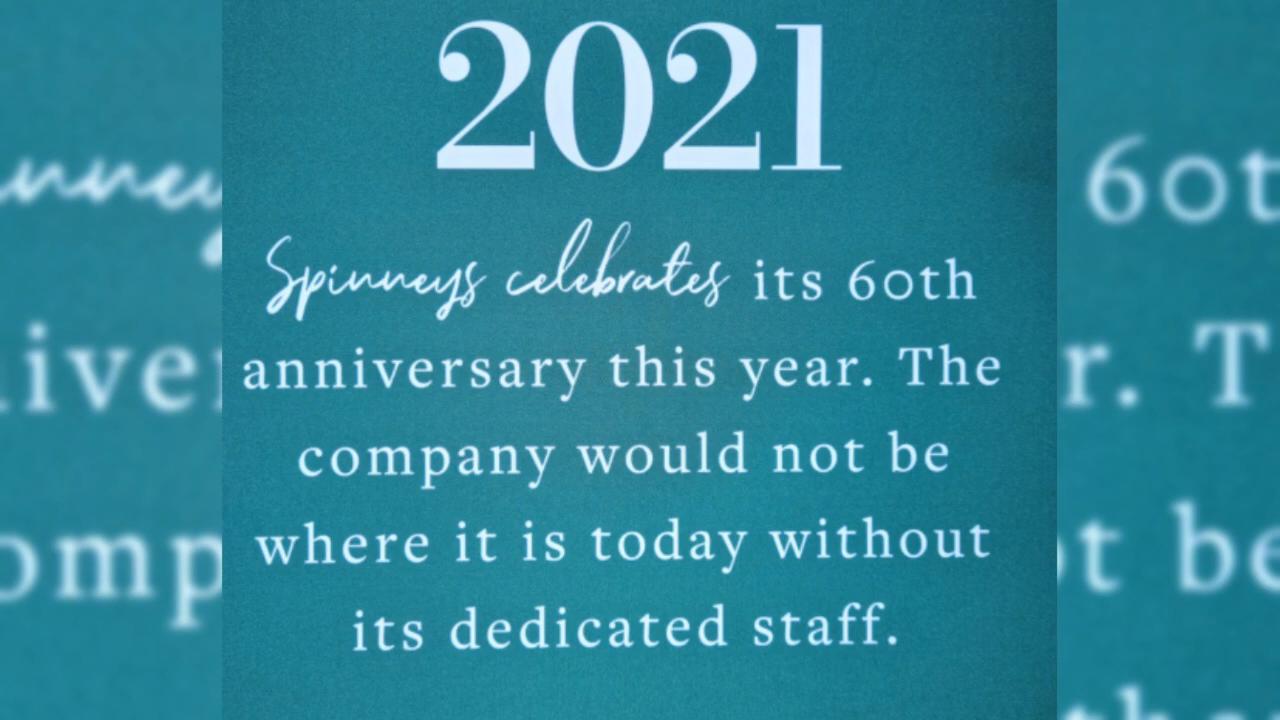 2021
Spinneys celebrates its 60th
anniversary this year. The
company would not be
where it is today without
its dedicated staff.